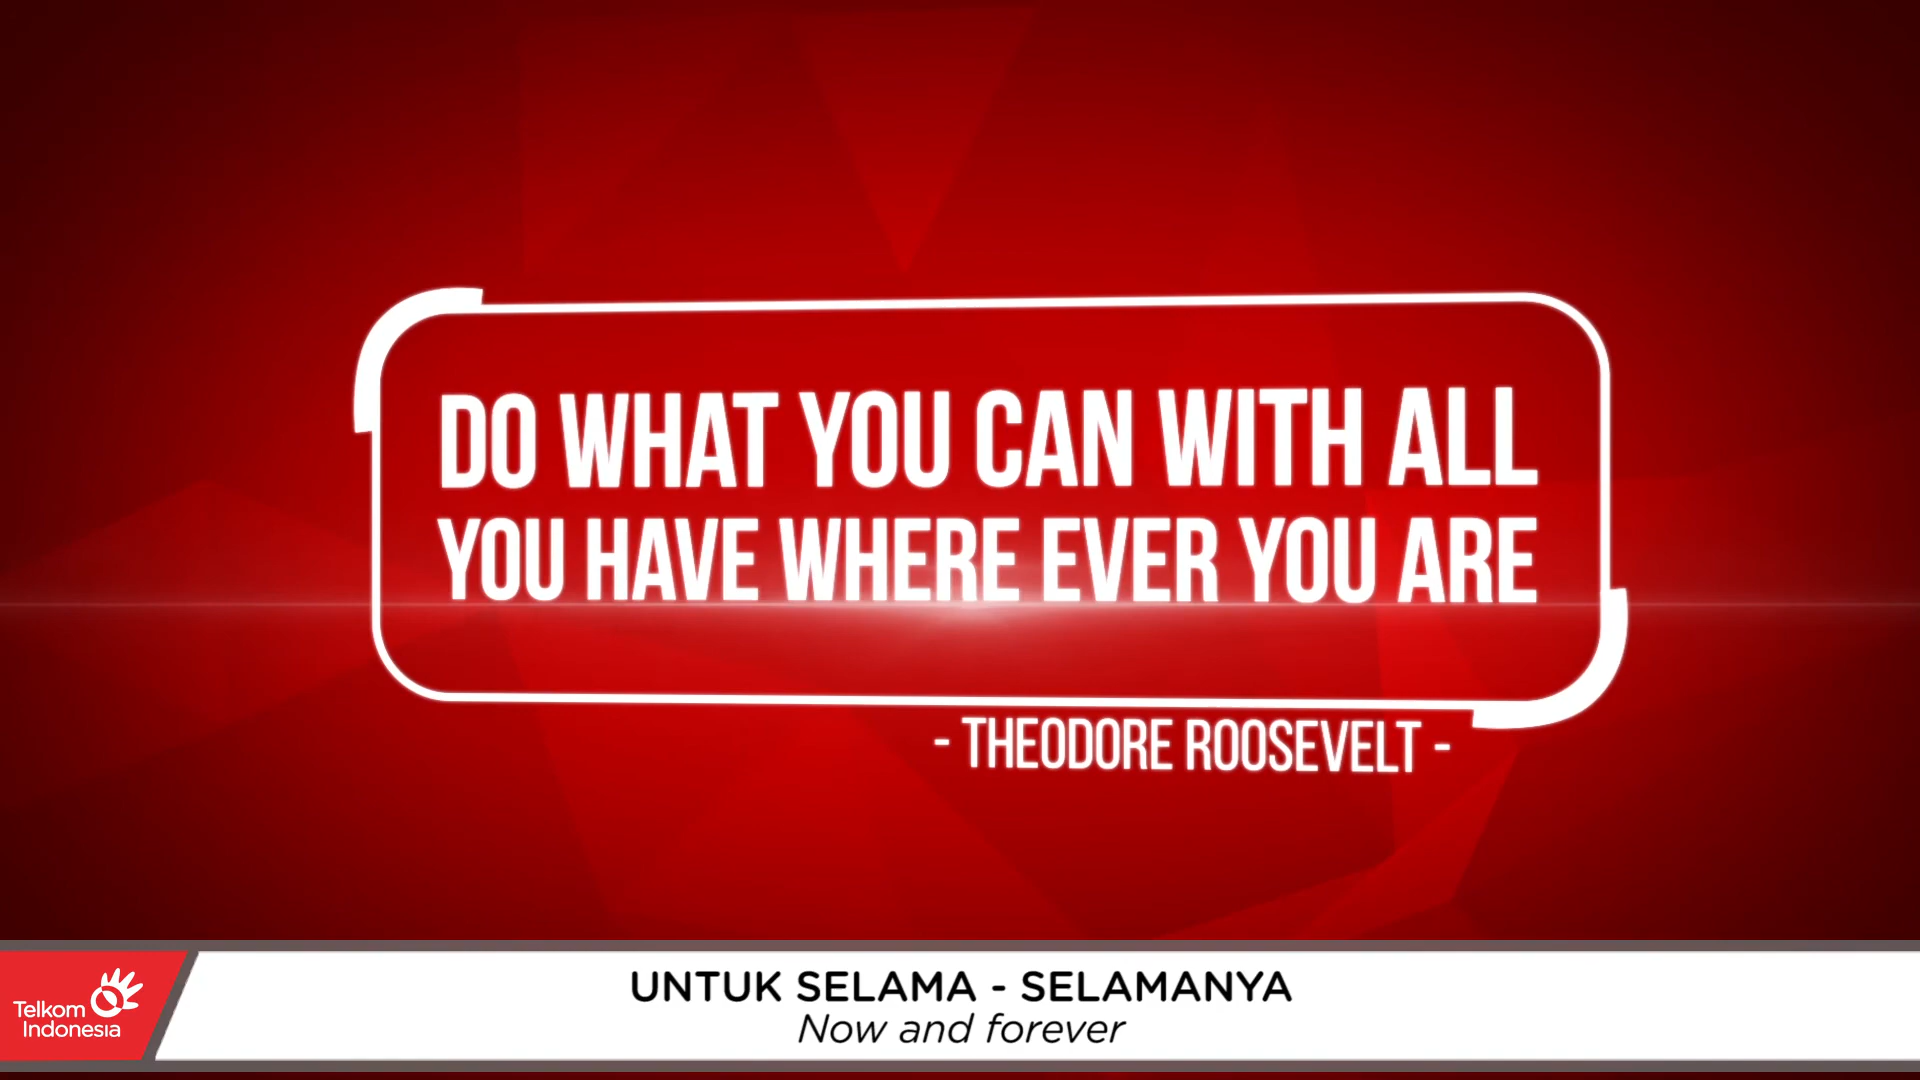 DO WHAT YOU CAN WITH ALL
YOU HAVE WHERE EVER YOU ARE
- THEODORE ROOSEVELT -
Telkom
Indonesia
UNTUK SELAMA - SELAMANYA
Now and forever